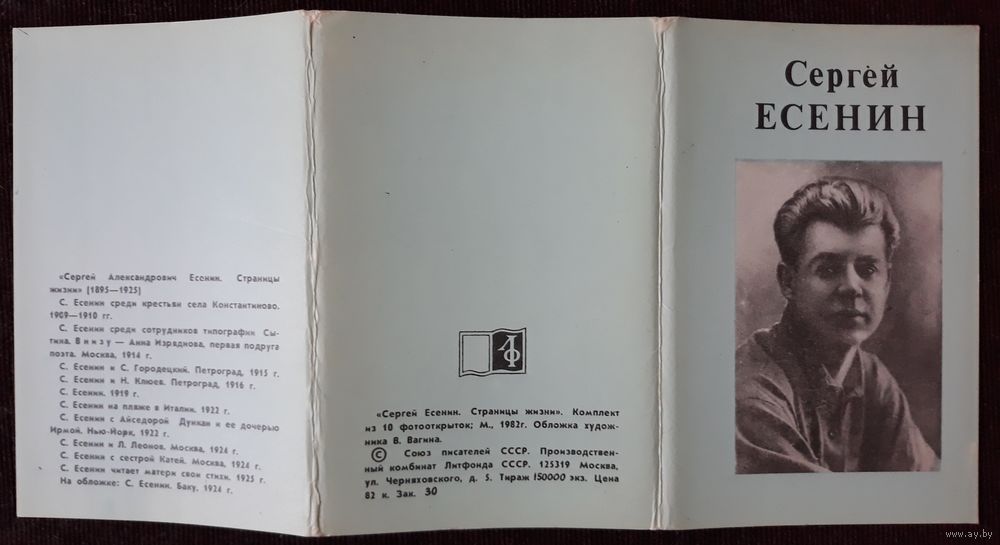 «Сергей Александрович Есенин. Страницы
жизни» (1895—1925)
С. Есенин среди крестьян села Константиново.
1909—1910 гг.
С. Есенин среди сотрудников типографии Сы-
тина. Внизу — Анна Изряднова, первая подруга
поэта. Москва, 1914 г.
С. Есенин и С. Городецкий. Петроград, 1915 г.
С. Есенин и Н. Клюев. Петроград, 1916 г.
С. Есенин. 1919 г.
С. Есенин на пляже в Италии. 1922 г.
С. Есенин с Айседорой Дункан и ее дочерью
Ирмой. Нью-Йорк, 1922 г.
С. Есенин и Л. Леонов. Москва, 1924 г.
С. Есенин с сестрой Катей. Москва, 1924 г.
С. Есенин читает матери свои стихи. 1925 г.
На обложке: С. Есенин. Баку. 1924 г.
ЛФ
«Сергей Есенин. Страницы жизни». Комплект
из 10 фотооткрыток; М., 1982г. Обложка худож-
ника В. Вагина.
© Союз писателей СССР. Производствен-
ный комбинат Литфонда СССР. 125319 Москва,
ул. Черняховского, д. 5. Тираж 150000 экз. Цена
82 к. Зак. 30
Сергей
ЕСЕНИН
www.ay.by